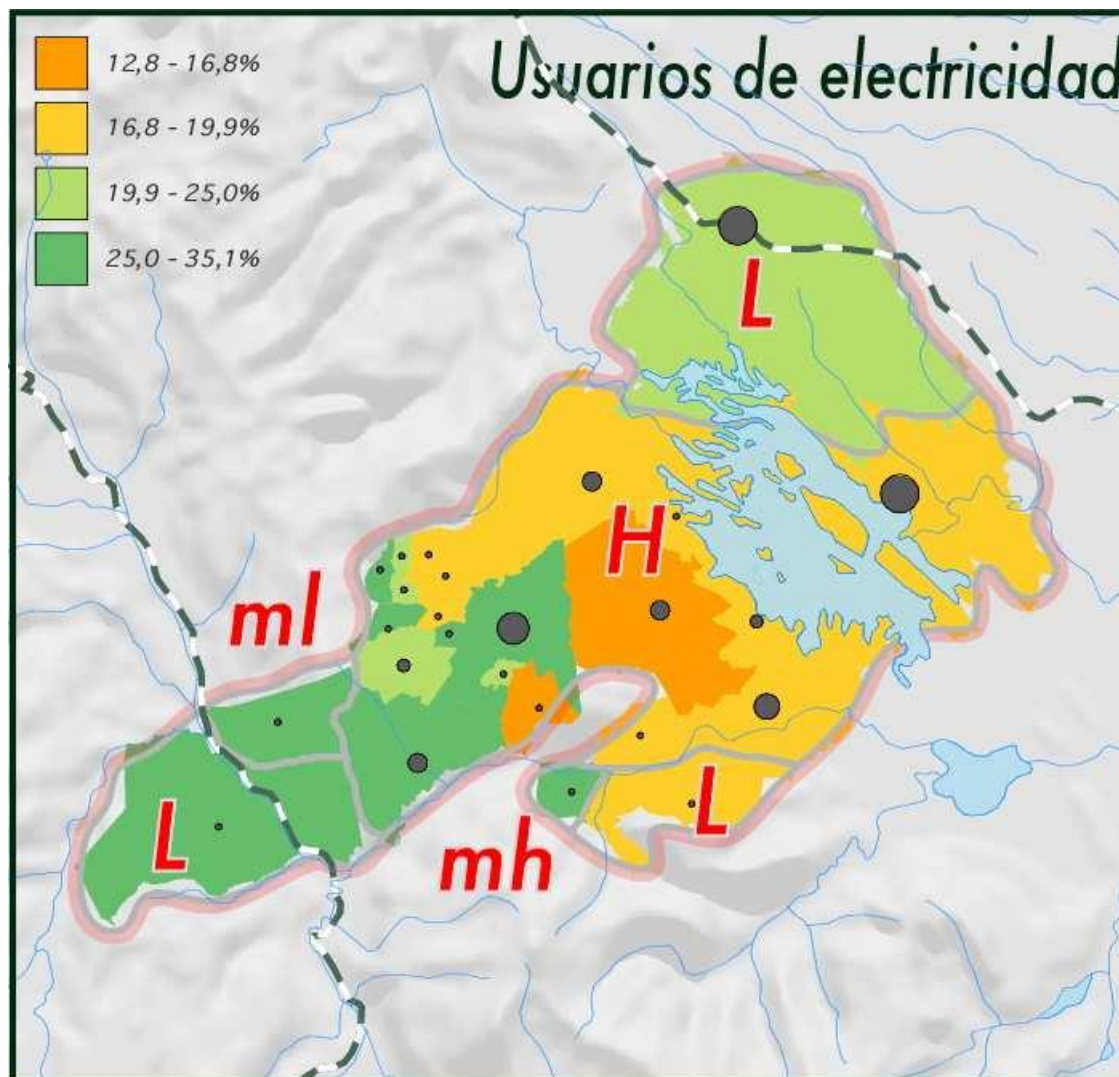 Usuarios de electricidad
12,8 - 16,8%
16,8 - 19,9%
19,9 - 25,0%
25,0 - 35,1%
L
H
ml
L
L
mh